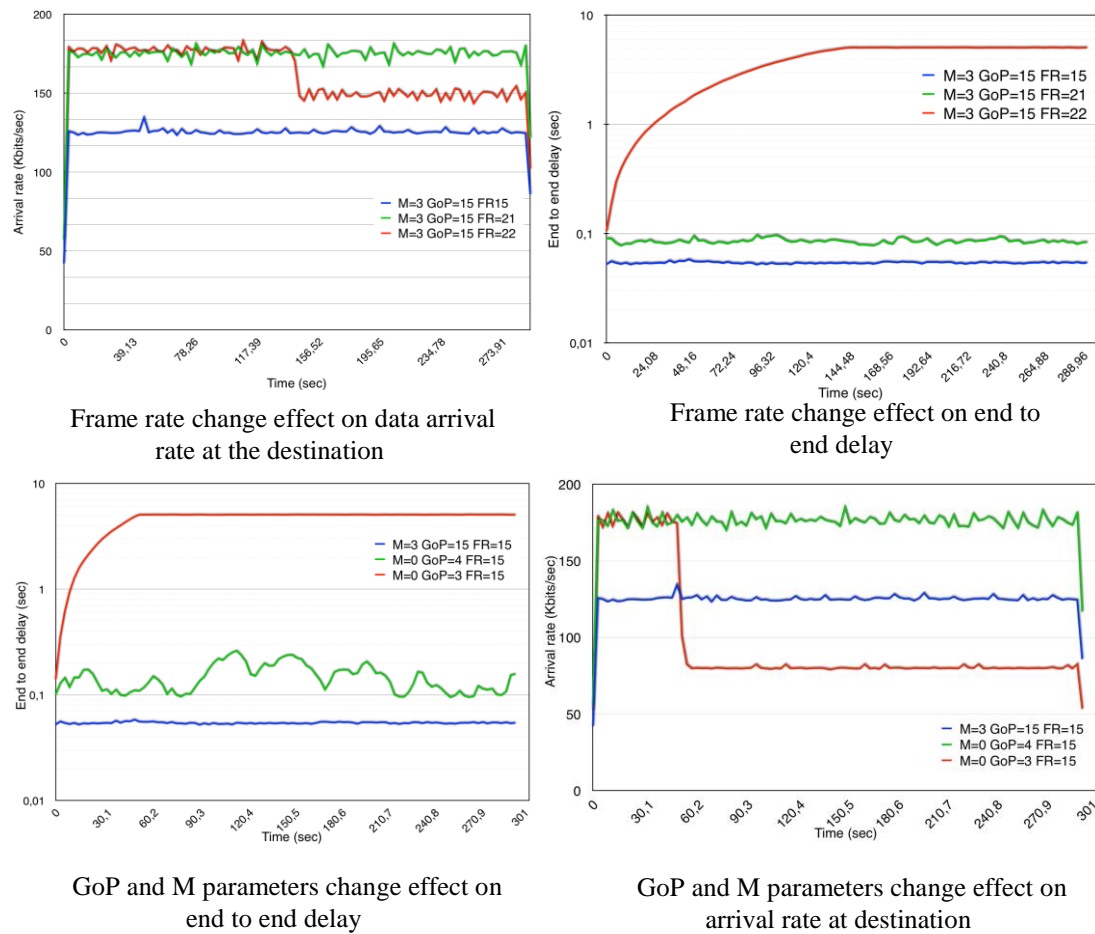 200
150
100
50
0
Arrival rate (Kbits/sec)
M=3 GoP=15 FR15
M=3 GoP=15 FR=21
M=3 GoP=15 FR=22
0
39,13
78,26
117,39
156,52
195,65
234,78
273,91
Time (sec)
Frame rate change effect on data arrival
rate at the destination
10
1
0,1
0,01
End to end delay (sec)
M=3 GoP=15 FR=15
M=3 GoP=15 FR=21
M=3 GoP=15 FR=22
0
24,08
48,16
72,24
96,32
120,4
144,48
168,56
192,64
216,72
240,8
264,88
288,96
Time (sec)
Frame rate change effect on end to
end delay
10
1
0,1
0,01
End to end delay (sec)
M=3 GoP=15 FR=15
M=0 GoP=4 FR=15
M=0 GoP=3 FR=15
0
30,1
60,2
90,3
120,4
150,5
180,6
210,7
240,8
270,9
301
Time (sec)
GoP and M parameters change effect on
end to end delay
200
150
100
50
0
Arrival rate (Kbits/sec)
M=3 GoP=15 FR=15
M=0 GoP=4 FR=15
M=0 GoP=3 FR=15
0
30,1
60,2
90,3
120,4
150,5
180,6
210,7
240,8
270,9
301
Time (sec)
GoP and M parameters change effect on
arrival rate at destination